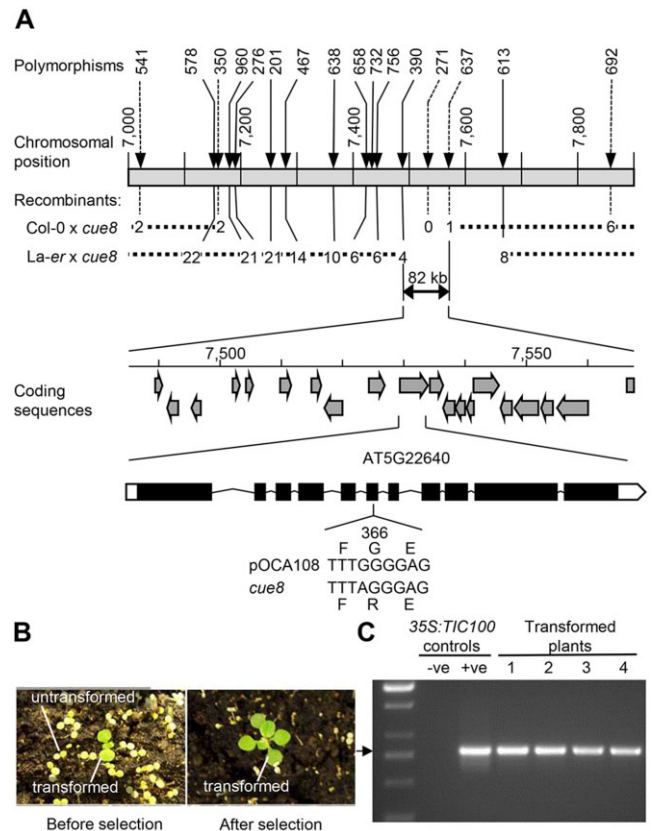 A
Polymorphisms 541 578 350 960 276 201 467 638 658 732 756 390 271 637 613 692
Chromosomal position 7,000 7,200 7,400 7,600 7,800
Recombinants:
Col-0 x cue8 2 2 0 1 6
La-er x cue8 22 21 21 14 10 6 6 4 8
82 kb
7,500 7,550
Coding sequences
AT5G22640
366
F G E
pOCA108 TTTGGGGAG
cue8 TTTAGGGAG
F R E
B
untransformed
transformed
Before selection
transformed
After selection
C
35S:TIC100 controls
Transformed plants
-ve +ve 1 2 3 4